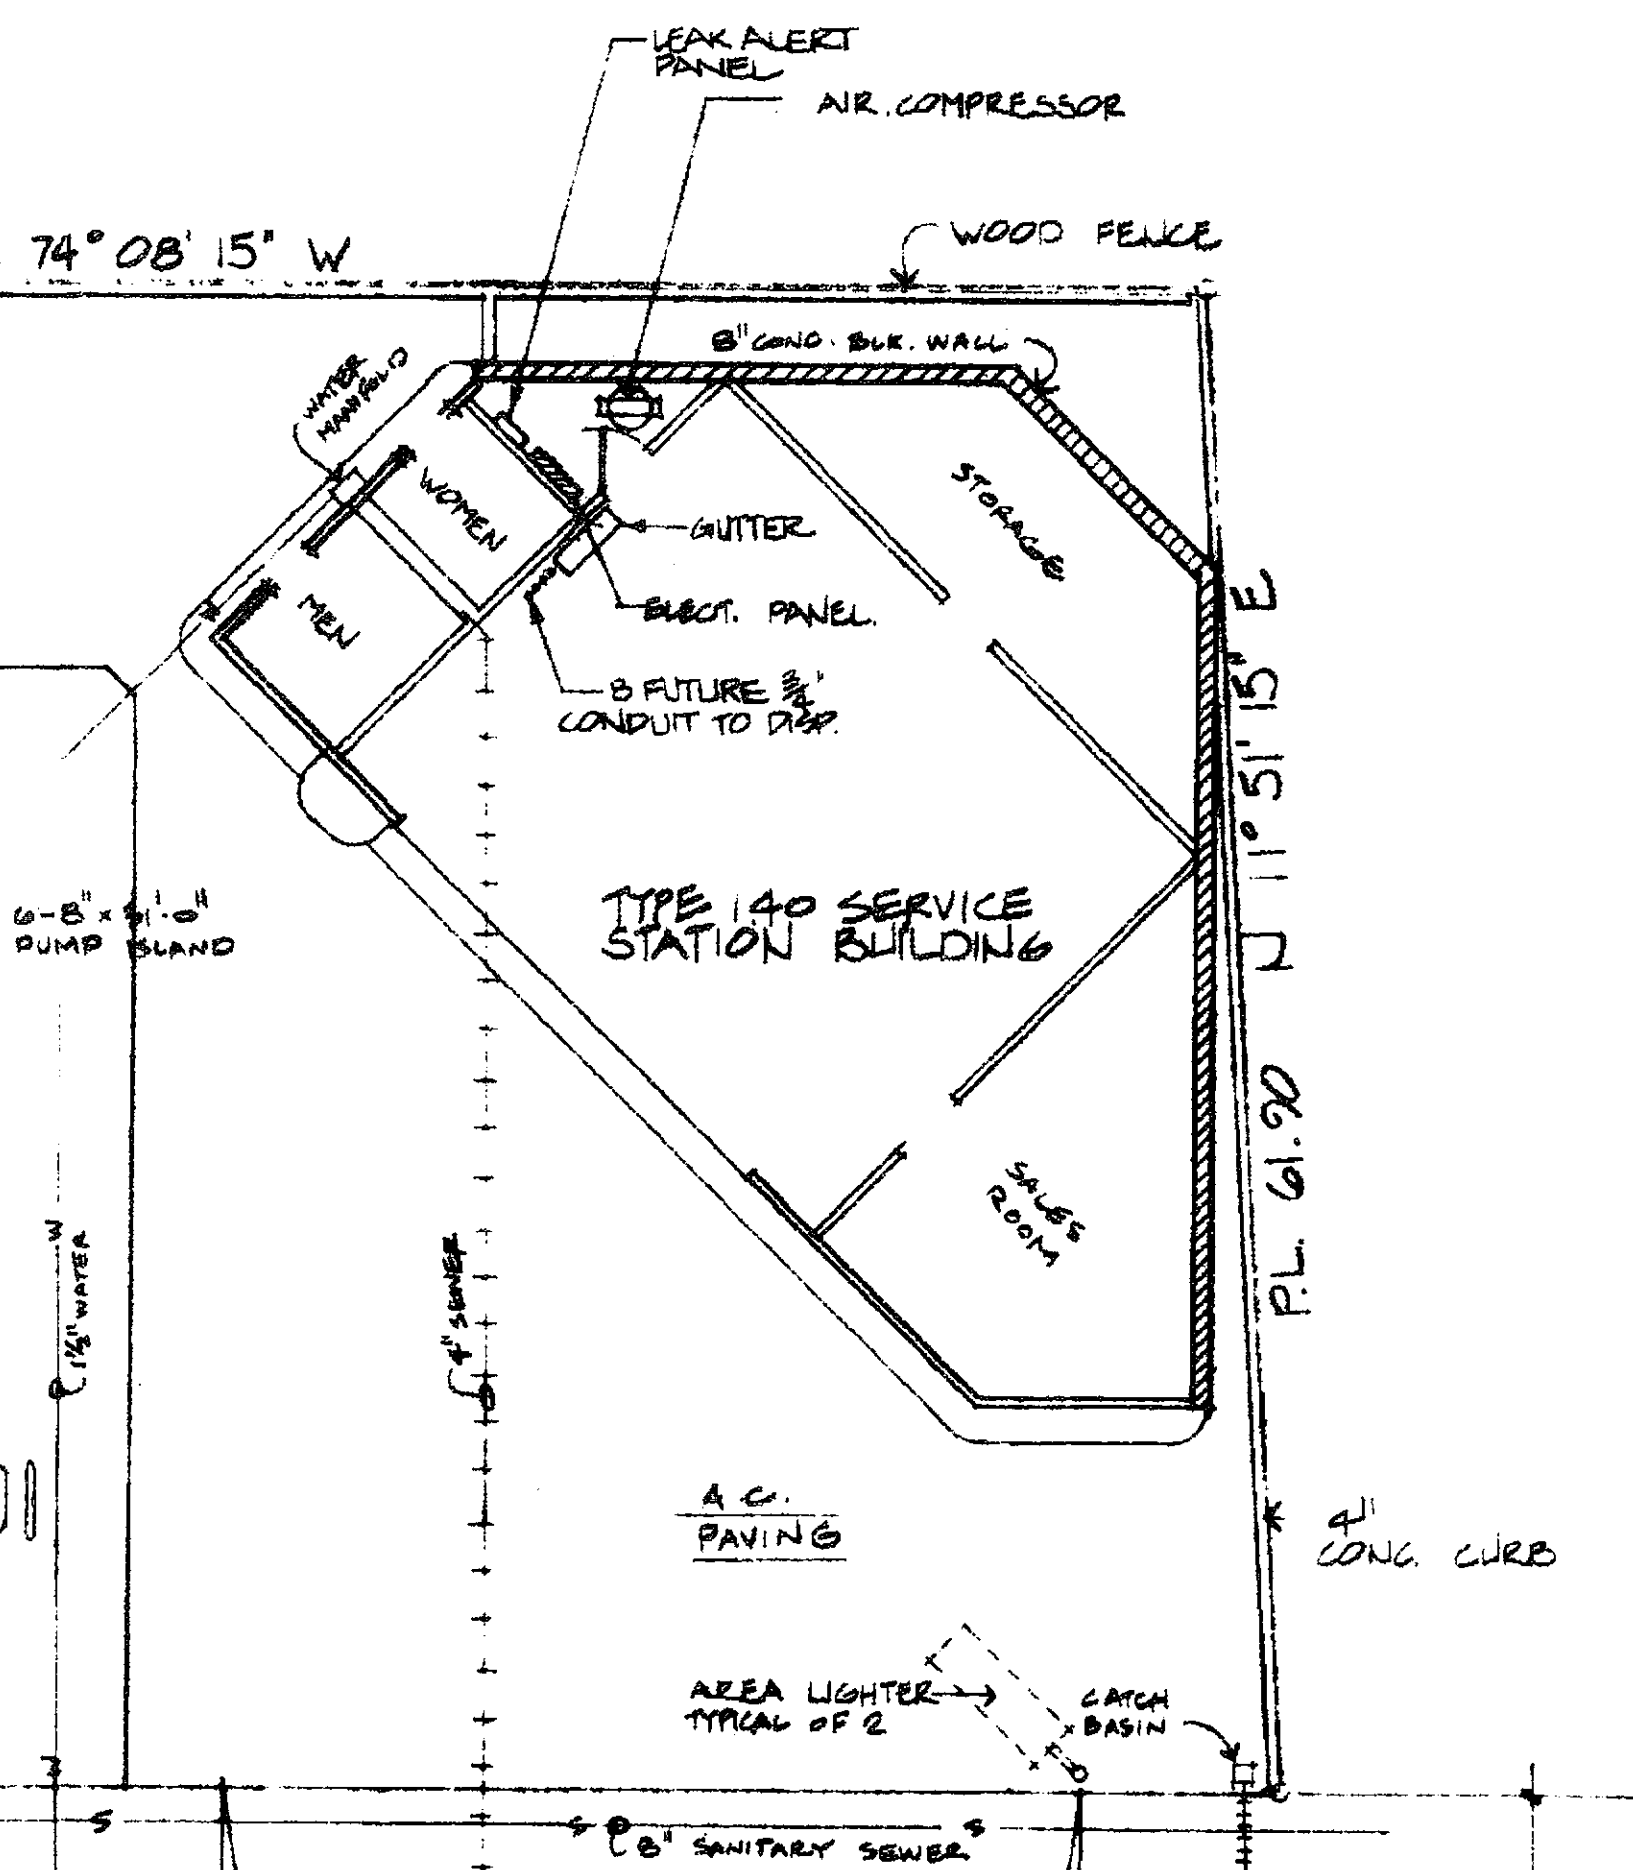 LEAK ALERT
PANEL
AIR COMPRESSOR
WOOD FENCE
74° 08' 15" W
8" CONC. BLK. WALL
WATER
MANIFOLD
WOMEN
MEN
STORAGE
GUTTER
ELECT. PANEL.
3 FUTURE 3/4"
CONDUIT TO DISP.
N 11° 51' 15" E
TYPE 140 SERVICE
STATION BUILDING
6-8" x 31'-0"
PUMP ISLAND
P.L. 61.90
SALES
ROOM
W
1½" WATER
4" SEWER
A.C.
PAVING
4"
CONC. CURB
AREA LIGHTER
TYPICAL OF 2
CATCH
BASIN
S
S
S
8" SANITARY SEWER